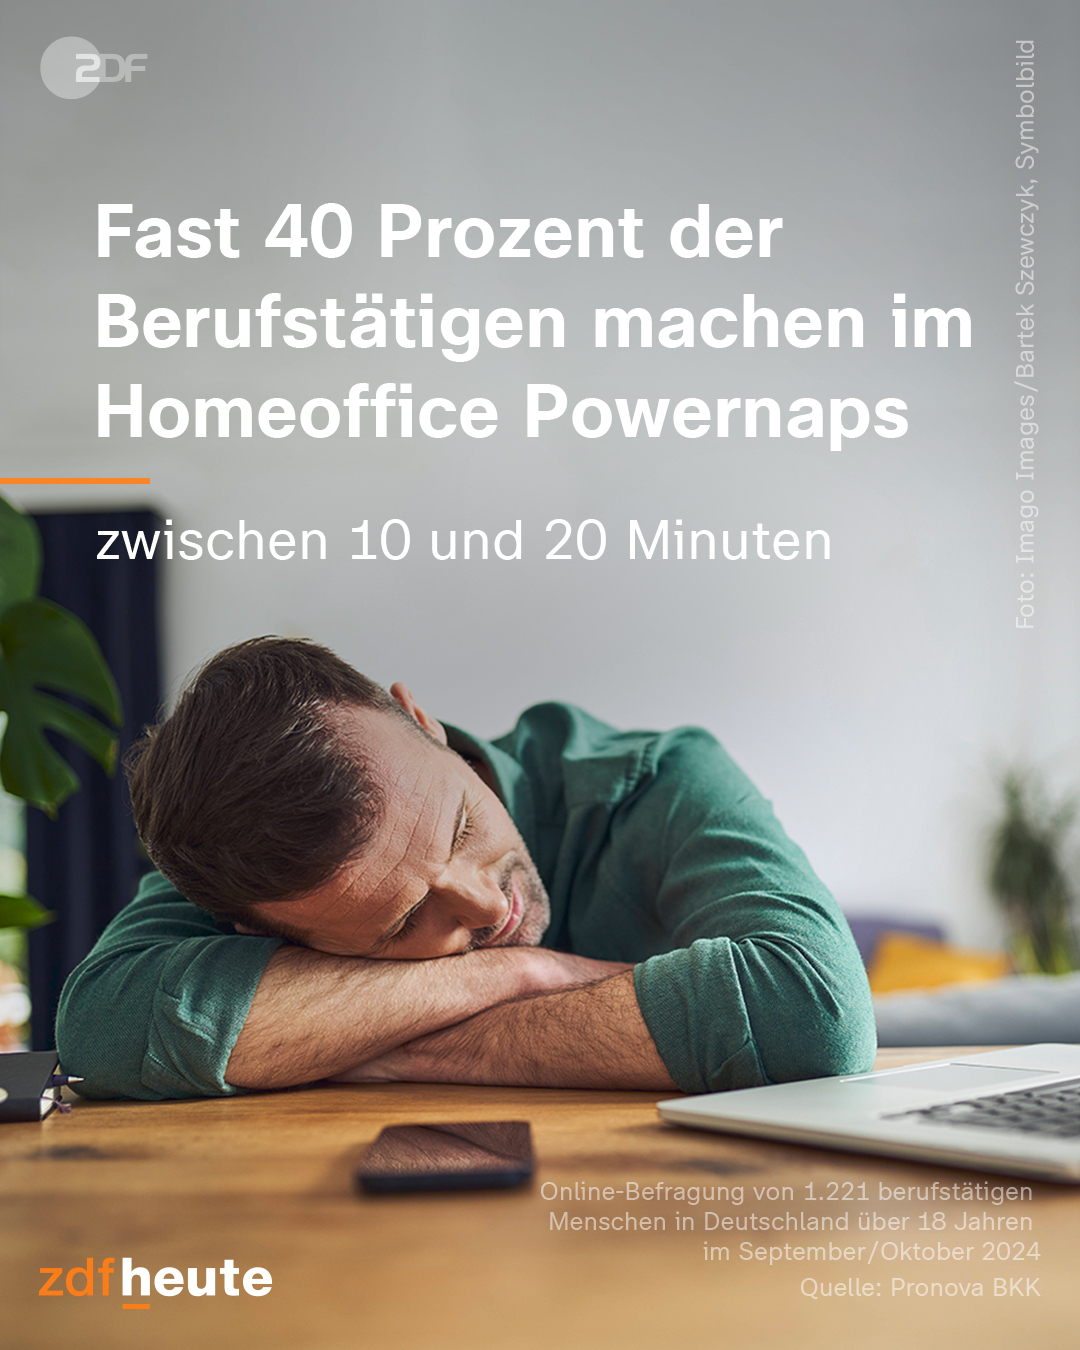 ZDF
Fast 40 Prozent der
Berufstätigen machen im
Homeoffice Powernaps
zwischen 10 und 20 Minuten
Foto: Imago Images/Bartek Szewczyk, Symbolbild
Online-Befragung von 1.221 berufstätigen
Menschen in Deutschland über 18 Jahren
im September/Oktober 2024
Quelle: Pronova BKK
zdfheute